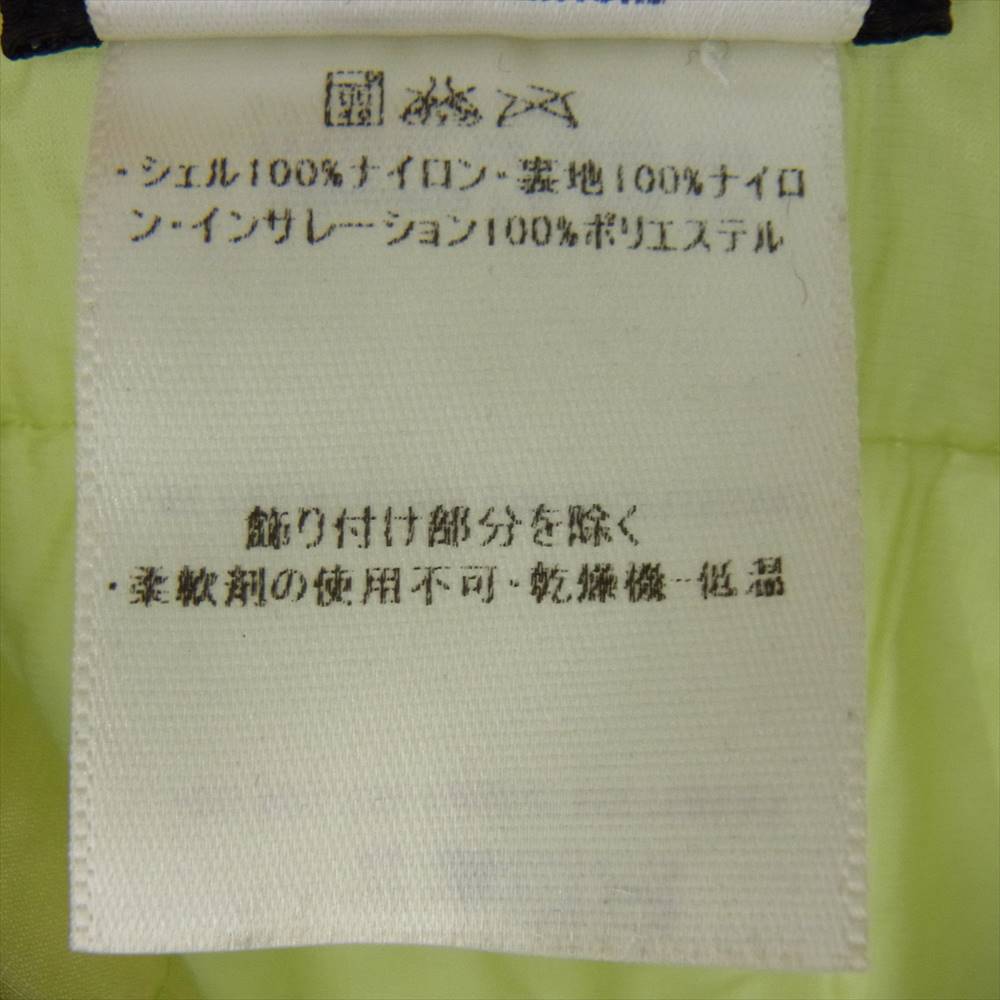 ・シェル100%ナイロン・裏地100%ナイロ
ン・インサレーション100%ポリエステル
飾り付け部分を除く
・柔軟剤の使用不可・乾燥機-低温